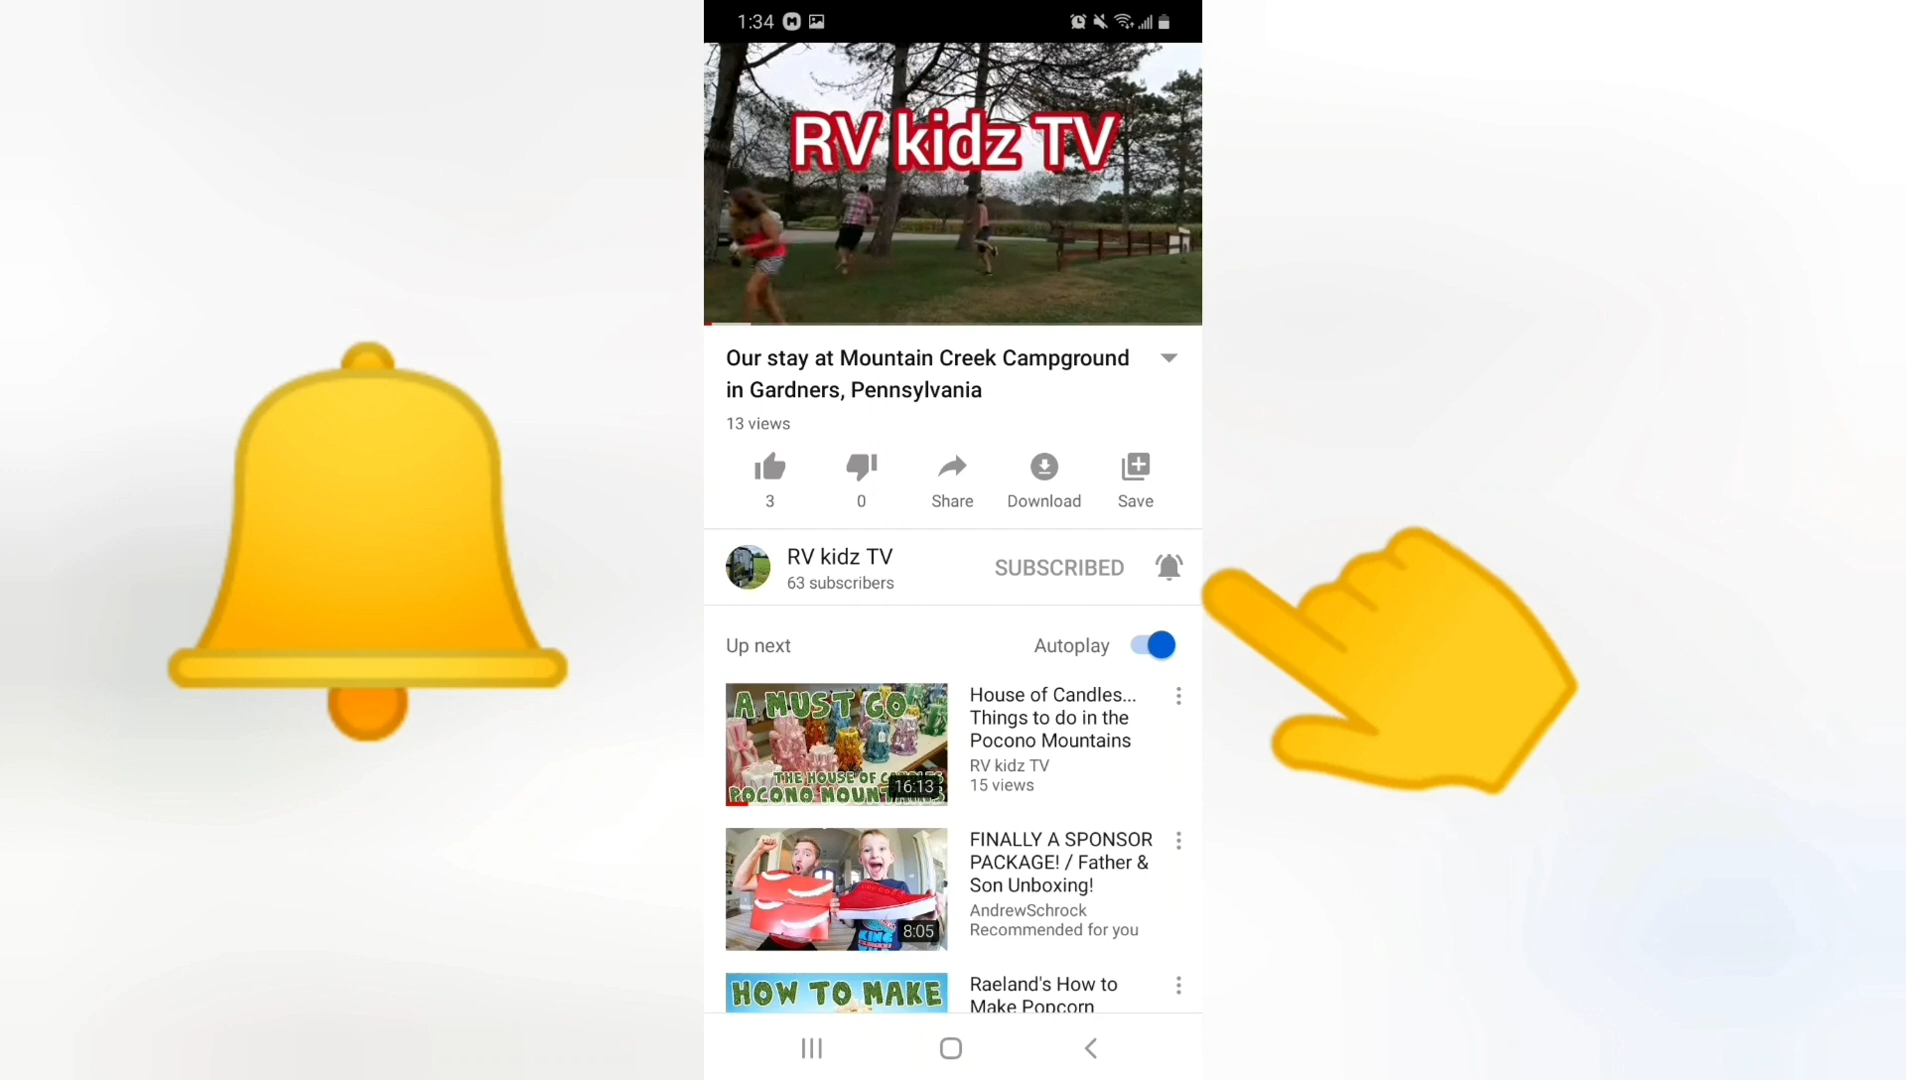 1:34
RV kidz TV
Our stay at Mountain Creek Campground
in Gardners, Pennsylvania
13 views
3
0
Share
Download
Save
RV kidz TV
63 subscribers
SUBSCRIBED
Up next
Autoplay
A MUST GO
THE HOUSE OF CANDLES
POCONO MOUNTAINS
16:13
House of Candles...
Things to do in the
Pocono Mountains
RV kidz TV
15 views
KING
8:05
FINALLY A SPONSOR
PACKAGE! / Father &
Son Unboxing!
AndrewSchrock
Recommended for you
HOW TO MAKE
Raeland's How to
Make Popcorn